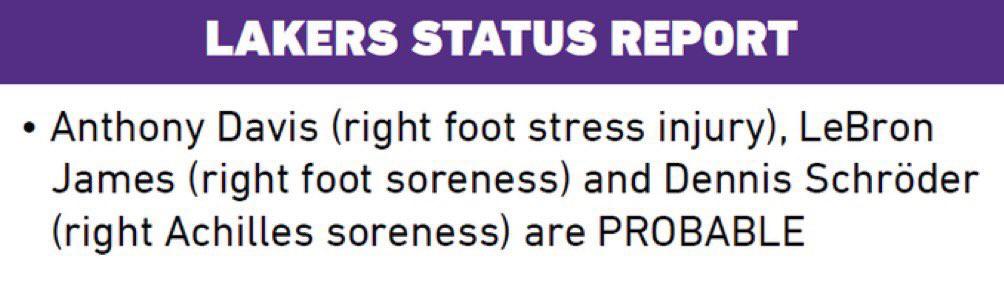 LAKERS STATUS REPORT
• Anthony Davis (right foot stress injury), LeBron
James (right foot soreness) and Dennis Schröder
(right Achilles soreness) are PROBABLE